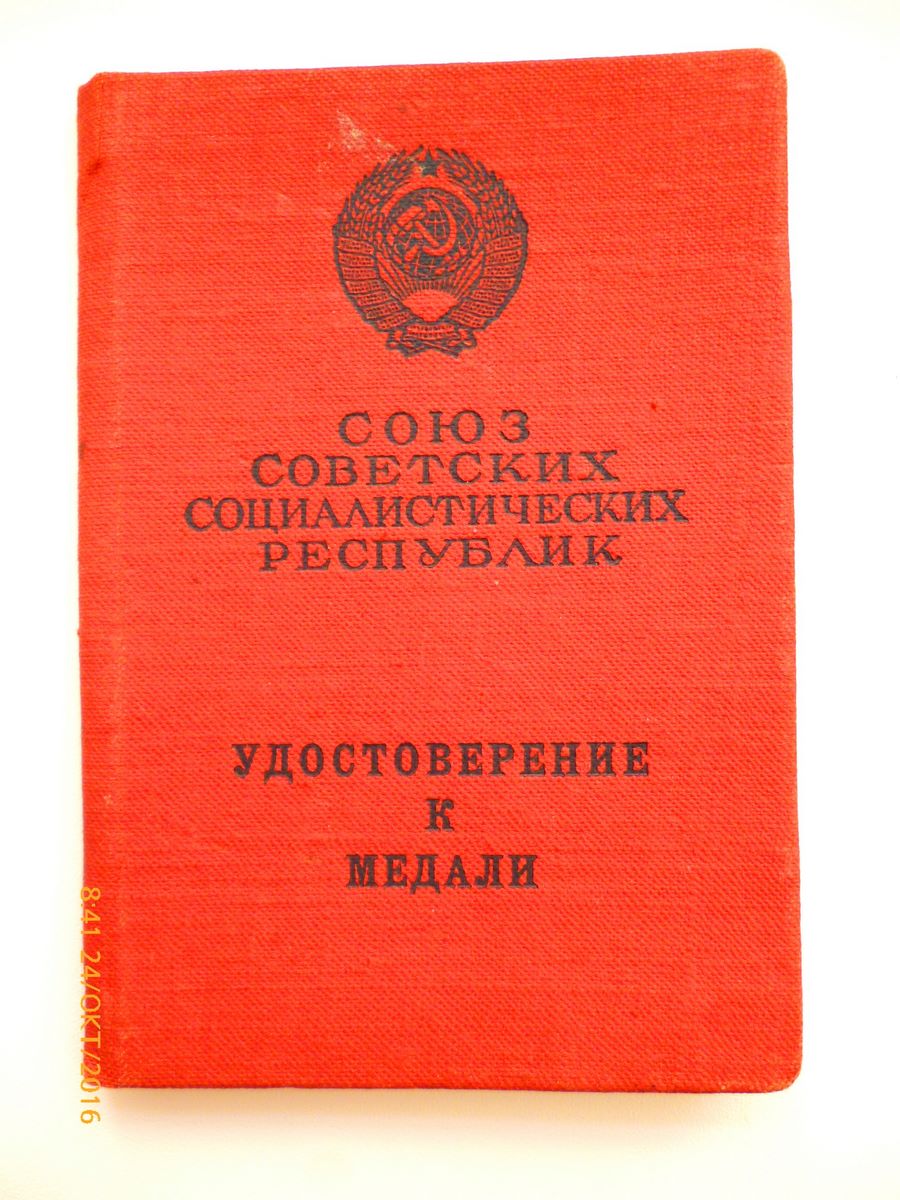 СОЮЗ
СОВЕТСКИХ
СОЦИАЛИСТИЧЕСКИХ
РЕСПУБЛИК
УДОСТОВЕРЕНИЕ
К
МЕДАЛИ
8:41 24/ОКТ/2016